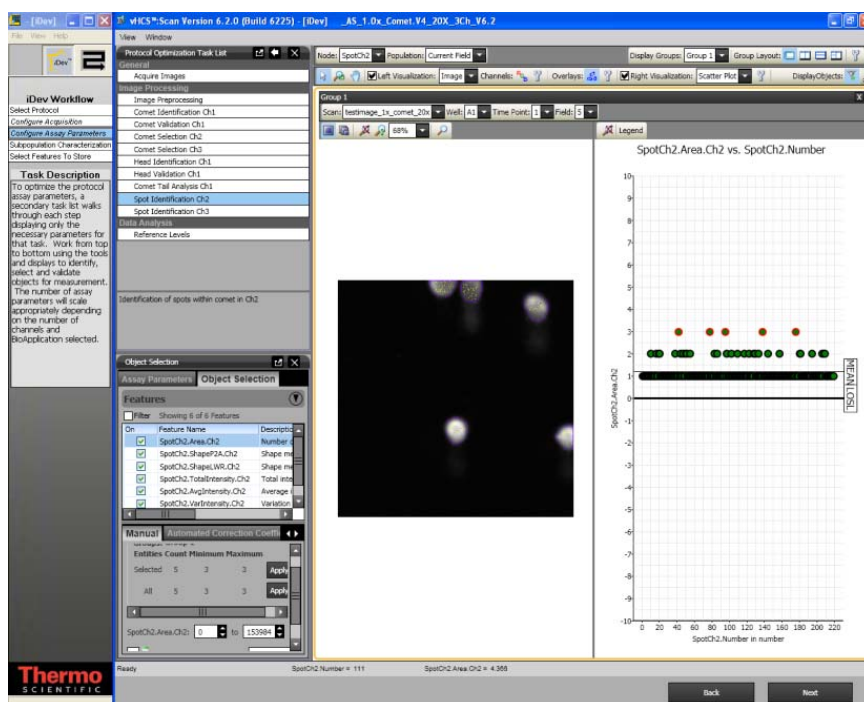 [iDev]
vHCS™:Scan Version 6.2.0 (Build 6225) - [iDev] _AS_1.0x_Comet.V4_20X_3Ch_V6.2
File View Help
View Window
iDev™
iDev Workflow
Select Protocol
Configure Acquisition
Configure Assay Parameters
Subpopulation Characterization
Select Features To Store
Task Description
To optimize the protocol
assay parameters, a
secondary task list walks
through each step
displaying only the
necessary parameters for
that task. Work from top
to bottom using the tools
and displays to identify,
select and validate
objects for measurement.
The number of assay
parameters will scale
appropriately depending
on the number of
channels and
BioApplication selected.
Thermo
SCIENTIFIC
Protocol Optimization Task List
General
Acquire Images
Image Processing
Image Preprocessing
Comet Identification Ch1
Comet Validation Ch1
Comet Selection Ch2
Comet Selection Ch3
Head Identification Ch1
Head Validation Ch1
Comet Tail Analysis Ch1
Spot Identification Ch2
Spot Identification Ch3
Data Analysis
Reference Levels
Identification of spots within comet in Ch2
Object Selection
Assay Parameters Object Selection
Features
Filter Showing 6 of 6 Features
On Feature Name Descriptio
SpotCh2.Area.Ch2 Number o
SpotCh2.ShapeP2A.Ch2 Shape me
SpotCh2.ShapeLWR.Ch2 Shape me
SpotCh2.TotalIntensity.Ch2 Total inte
SpotCh2.AvgIntensity.Ch2 Average i
SpotCh2.VarIntensity.Ch2 Variation
Manual Automated Correction Coeffi
Entities Count Minimum Maximum
Selected 5 3 3 Apply
All 5 3 3 Apply
SpotCh2.Area.Ch2: 0 to 153984
Node: SpotCh2 Population: Current Field Display Groups: Group 1 Group Layout:
Left Visualization: Image Channels: Overlays: Right Visualization: Scatter Plot DisplayObjects:
Group 1 X
Scan: testimage_1x_comet_20x Well: A1 Time Point: 1 Field: 5
68%
Legend
SpotCh2.Area.Ch2 vs. SpotCh2.Number
10
9
8
7
6
5
4
3
2
1
0
-1
-2
-3
-4
-5
-6
-7
-8
-9
-10
SpotCh2.Area.Ch2
MEAN LOSL
0 20 40 60 80 100 120 140 160 180 200 220
SpotCh2.Number in number
Ready SpotCh2.Number = 111 SpotCh2.Area.Ch2 = 4.366
Back Next